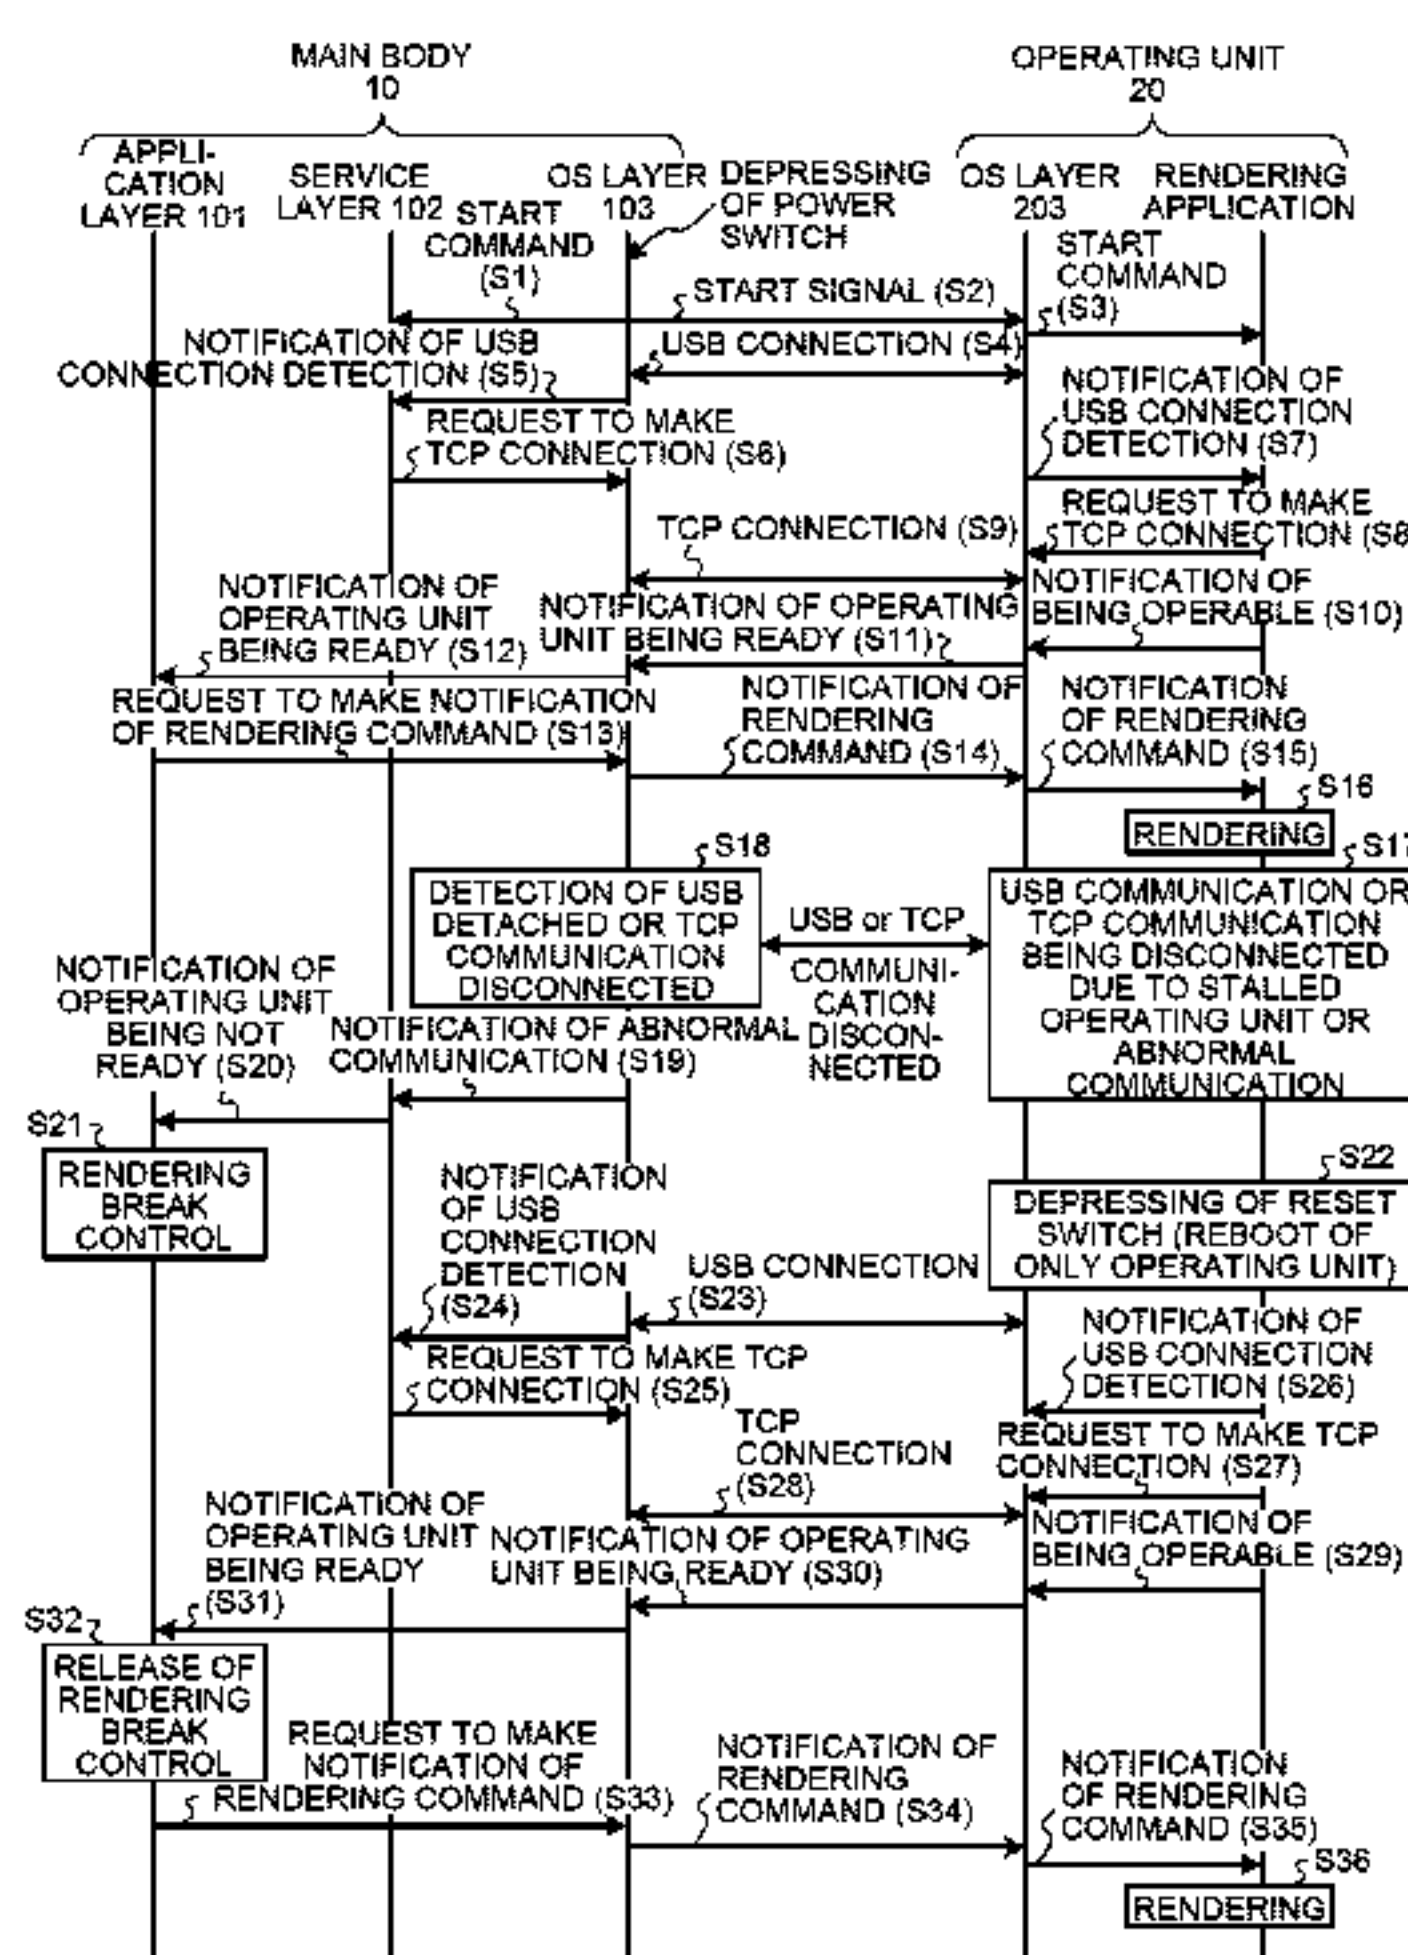 MAIN BODY
10
OPERATING UNIT
20
APPLI-
CATION
LAYER 101
SERVICE
LAYER 102
OS LAYER
103
DEPRESSING
OF POWER
SWITCH
OS LAYER
203
RENDERING
APPLICATION
START
COMMAND
(S1)
START SIGNAL (S2)
START
COMMAND
(S3)
NOTIFICATION OF USB
CONNECTION DETECTION (S5)
USB CONNECTION (S4)
REQUEST TO MAKE
TCP CONNECTION (S6)
NOTIFICATION OF
USB CONNECTION
DETECTION (S7)
REQUEST TO MAKE
TCP CONNECTION (S8
TCP CONNECTION (S9)
NOTIFICATION OF
BEING OPERABLE (S10)
NOTIFICATION OF OPERATING
UNIT BEING READY (S11)
NOTIFICATION OF
OPERATING UNIT
BEING READY (S12)
REQUEST TO MAKE NOTIFICATION
OF RENDERING COMMAND (S13)
NOTIFICATION OF
RENDERING
COMMAND (S14)
NOTIFICATION
OF RENDERING
COMMAND (S15)
S16
RENDERING
S17
USB COMMUNICATION OR
TCP COMMUNICATION
BEING DISCONNECTED
DUE TO STALLED
OPERATING UNIT OR
ABNORMAL
COMMUNICATION
S18
DETECTION OF USB
DETACHED OR TCP
COMMUNICATION
DISCONNECTED
USB or TCP
COMMUNI-
CATION
DISCON-
NECTED
NOTIFICATION OF ABNORMAL
COMMUNICATION (S19)
NOTIFICATION OF
OPERATING UNIT
BEING NOT
READY (S20)
S21
RENDERING
BREAK
CONTROL
S22
DEPRESSING OF RESET
SWITCH (REBOOT OF
ONLY OPERATING UNIT)
USB CONNECTION
(S23)
NOTIFICATION
OF USB
CONNECTION
DETECTION
(S24)
REQUEST TO MAKE TCP
CONNECTION (S25)
NOTIFICATION OF
USB CONNECTION
DETECTION (S26)
REQUEST TO MAKE TCP
CONNECTION (S27)
TCP
CONNECTION
(S28)
NOTIFICATION OF
BEING OPERABLE (S29)
NOTIFICATION OF OPERATING
UNIT BEING READY (S30)
NOTIFICATION OF
OPERATING UNIT
BEING READY
(S31)
S32
RELEASE OF
RENDERING
BREAK
CONTROL
REQUEST TO MAKE
NOTIFICATION OF
RENDERING COMMAND (S33)
NOTIFICATION OF
RENDERING
COMMAND (S34)
NOTIFICATION
OF RENDERING
COMMAND (S35)
S36
RENDERING